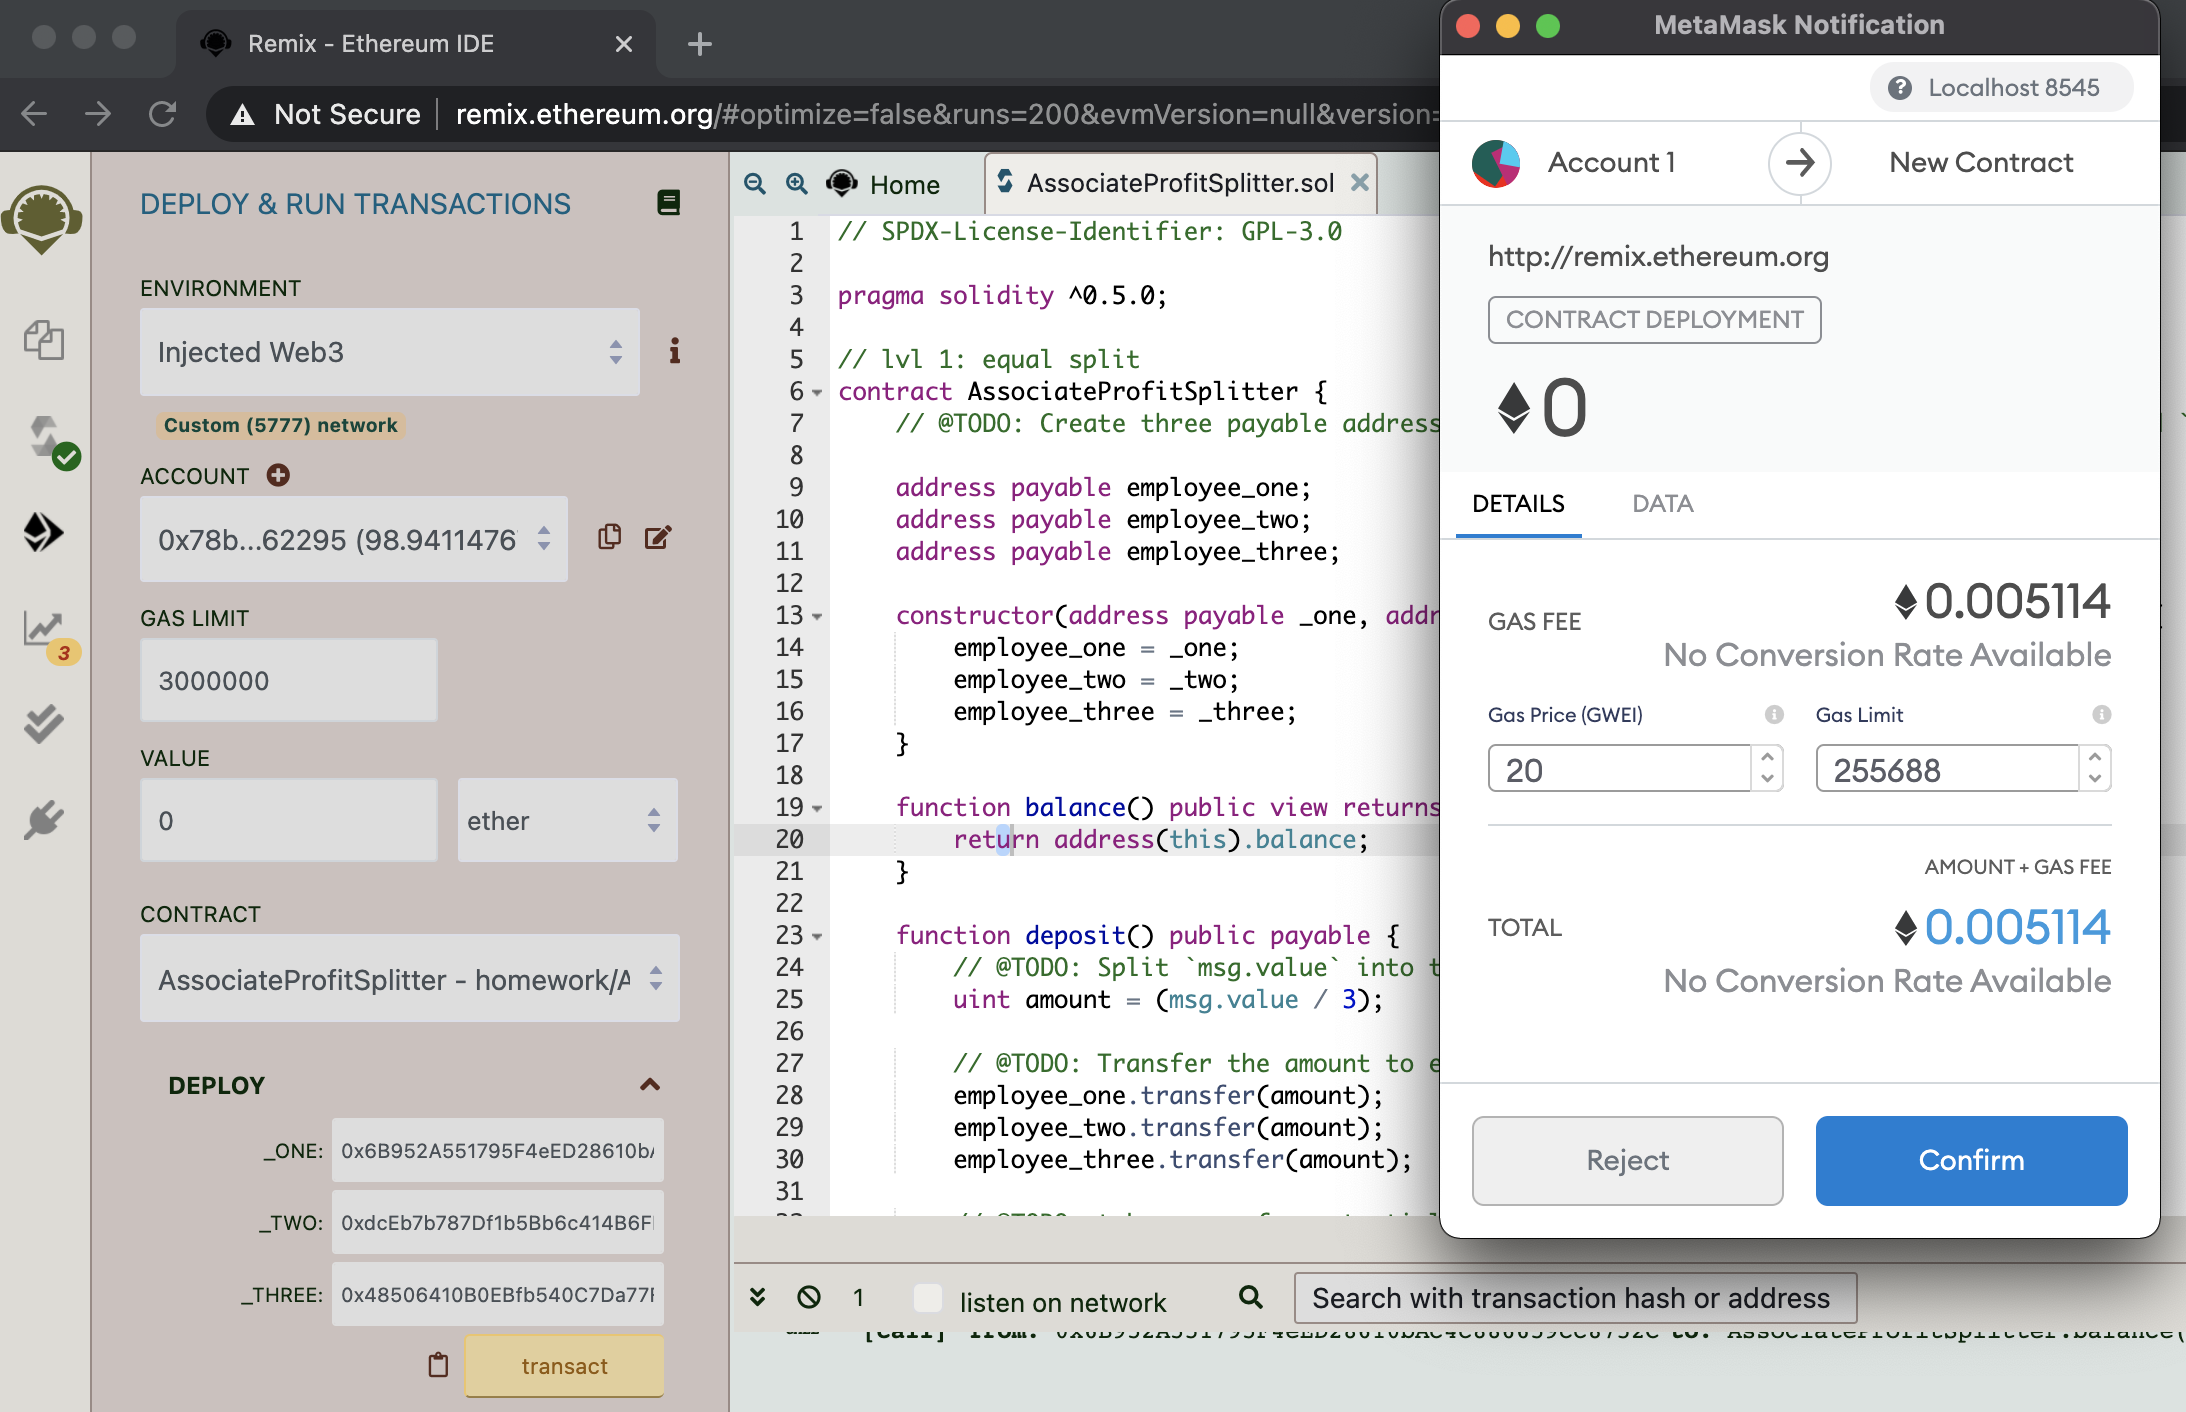 Remix - Ethereum IDE
Not Secure
remix.ethereum.org/#optimize=false&runs=200&evmVersion=null&version=
DEPLOY & RUN TRANSACTIONS
ENVIRONMENT
Injected Web3
Custom (5777) network
ACCOUNT
0x78b...62295 (98.9411476
GAS LIMIT
3000000
VALUE
0
ether
CONTRACT
AssociateProfitSplitter - homework/A
DEPLOY
_ONE:
0x6B952A551795F4eED28610bA
_TWO:
0xdcEb7b787Df1b5Bb6c414B6F
_THREE:
0x48506410B0EBfb540C7Da77
transact
3
Home
AssociateProfitSplitter.sol
1 // SPDX-License-Identifier: GPL-3.0
2
3 pragma solidity ^0.5.0;
4
5 // lvl 1: equal split
6 contract AssociateProfitSplitter {
7 // @TODO: Create three payable address
8
9 address payable employee_one;
10 address payable employee_two;
11 address payable employee_three;
12
13 constructor(address payable _one, addr
14 employee_one = _one;
15 employee_two = _two;
16 employee_three = _three;
17 }
18
19 function balance() public view returns
20 return address(this).balance;
21 }
22
23 function deposit() public payable {
24 // @TODO: Split `msg.value` into t
25 uint amount = (msg.value / 3);
26
27 // @TODO: Transfer the amount to e
28 employee_one.transfer(amount);
29 employee_two.transfer(amount);
30 employee_three.transfer(amount);
31
1
listen on network
Search with transaction hash or address
[call] from: to: AssociateProfitSplitter.balance(
MetaMask Notification
Localhost 8545
Account 1
New Contract
http://remix.ethereum.org
CONTRACT DEPLOYMENT
0
DETAILS
DATA
GAS FEE
0.005114
No Conversion Rate Available
Gas Price (GWEI)
Gas Limit
20
255688
AMOUNT + GAS FEE
TOTAL
0.005114
No Conversion Rate Available
Reject
Confirm